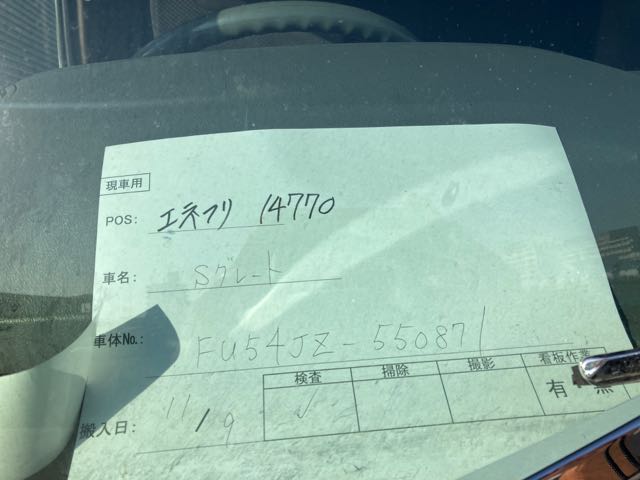 現車用
POS: エネフリ 14770
車名: Sグレート
車体No.: FU54JZ-550871
検査 掃除 撮影 看板作業
搬入日: 11/9 ✓ 有 無